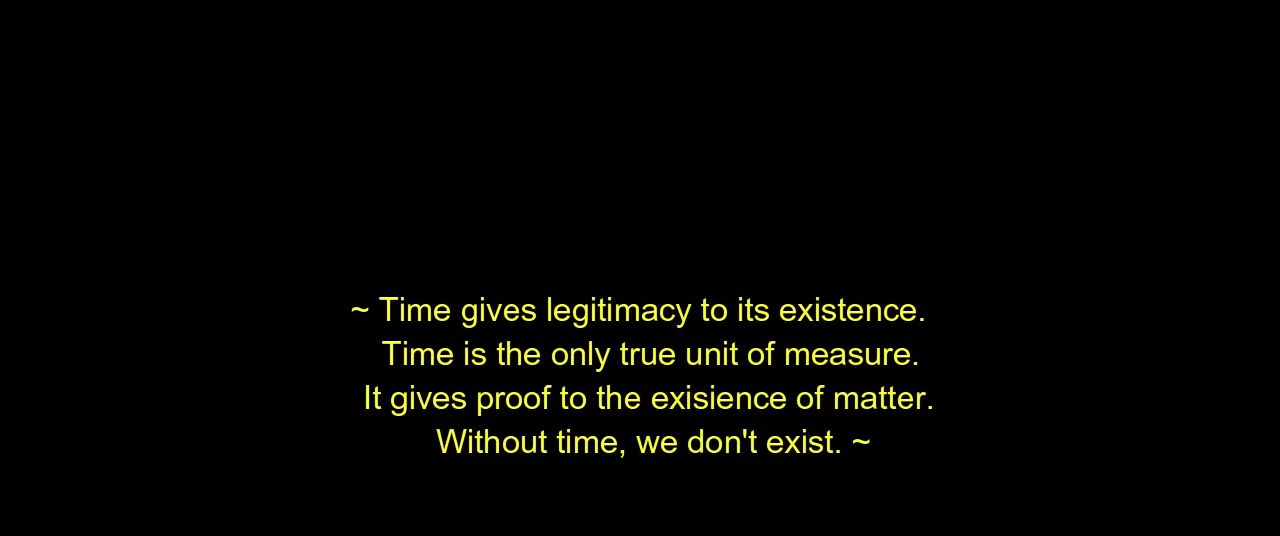 ~ Time gives legitimacy to its existence.
Time is the only true unit of measure.
It gives proof to the exisience of matter.
Without time, we don't exist. ~